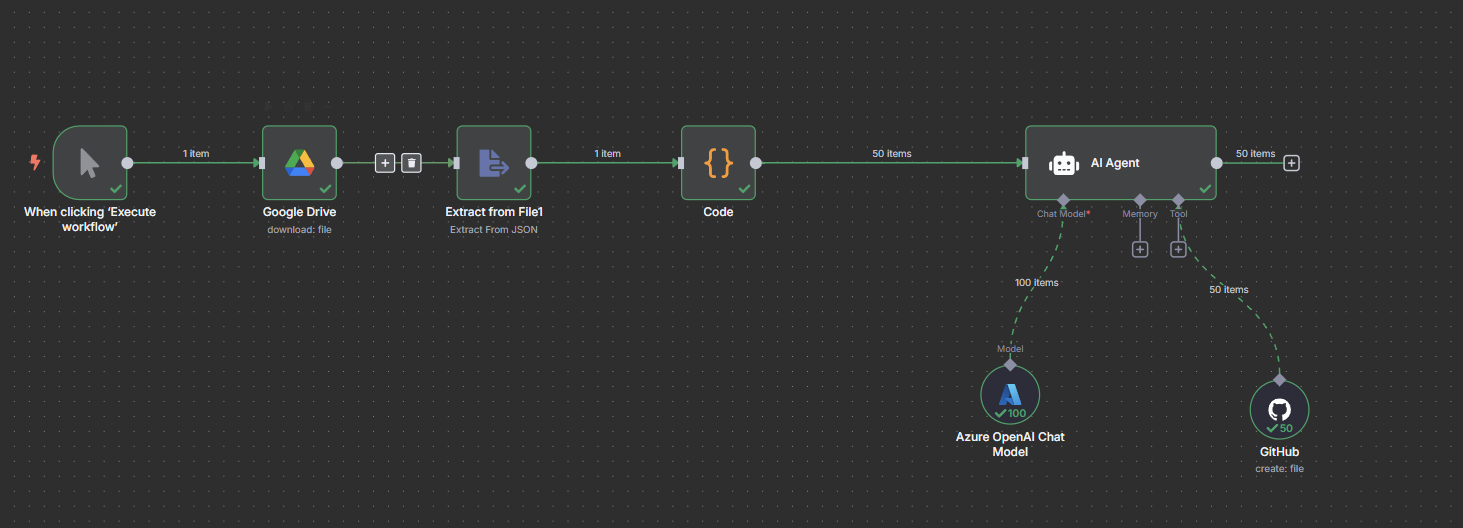 1 item
1 item
50 items
AI Agent
50 items
When clicking ‘Execute
workflow’
Google Drive
download: file
Extract from File1
Extract From JSON
Code
Chat Model*
Memory
Tool
100 items
50 items
Model
100
Azure OpenAI Chat
Model
50
GitHub
create: file